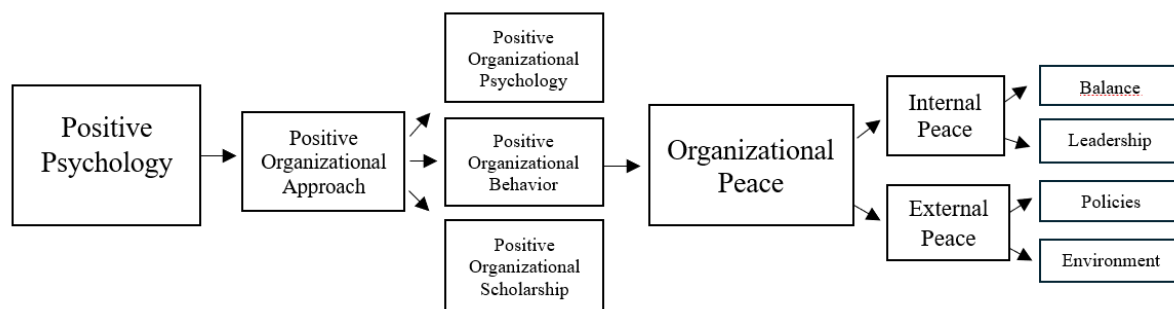 Positive
Psychology
Positive
Organizational
Approach
Positive
Organizational
Psychology
Positive
Organizational
Behavior
Positive
Organizational
Scholarship
Organizational
Peace
Internal
Peace
External
Peace
Balance
Leadership
Policies
Environment